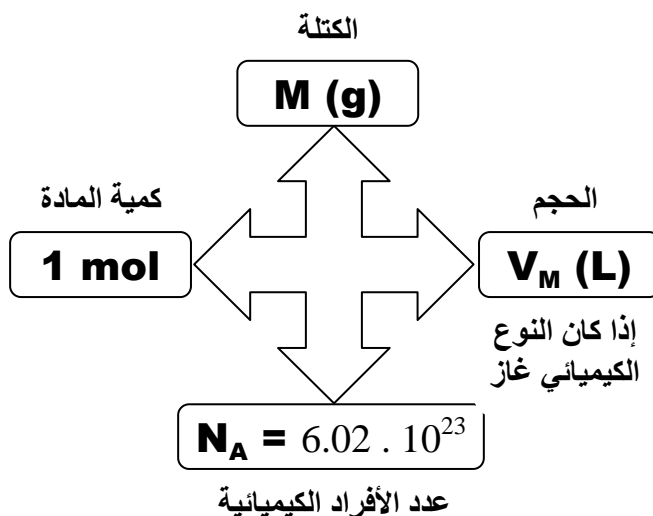 الكتلة
M (g)
كمية المادة
1 mol
الحجم
V_M (L)
إذا كان النوع
الكيميائي غاز
N_A = 6.02 . 10^23
عدد الأفراد الكيميائية